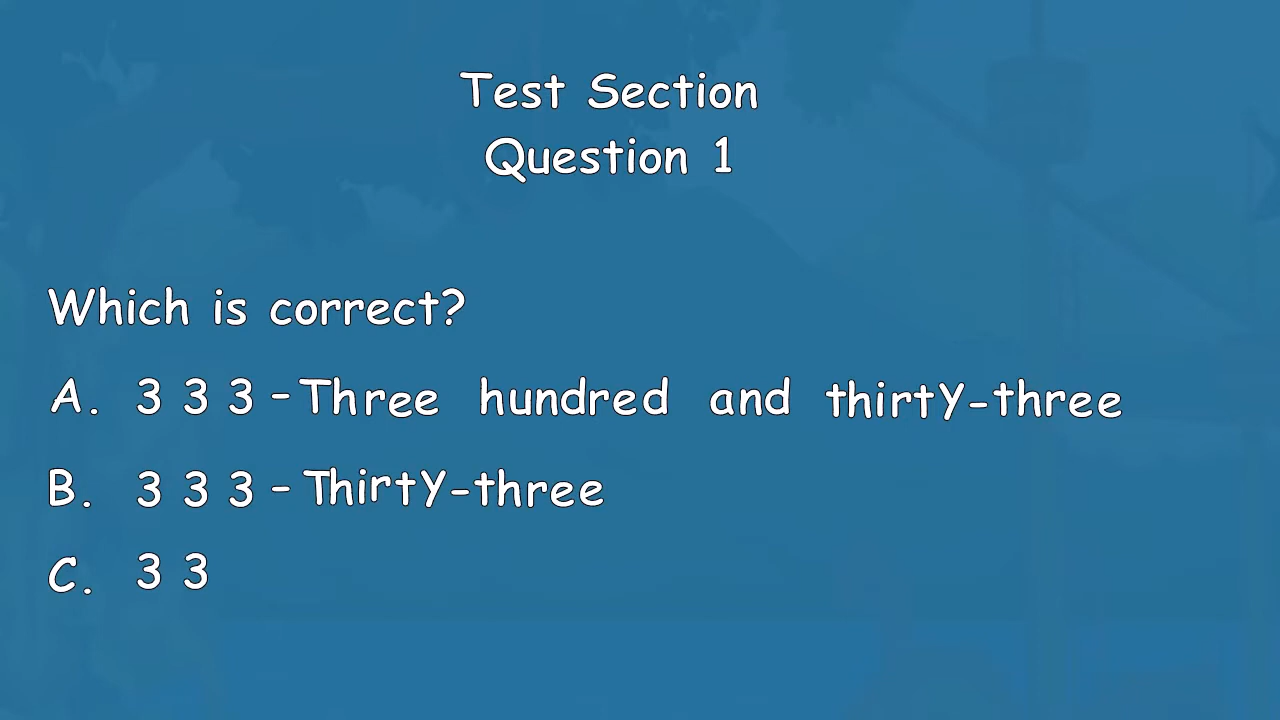 Test Section
Question 1
Which is correct?
A. 3 3 3 - Three hundred and thirtY-three
B. 3 3 3 - ThirtY-three
C. 3 3